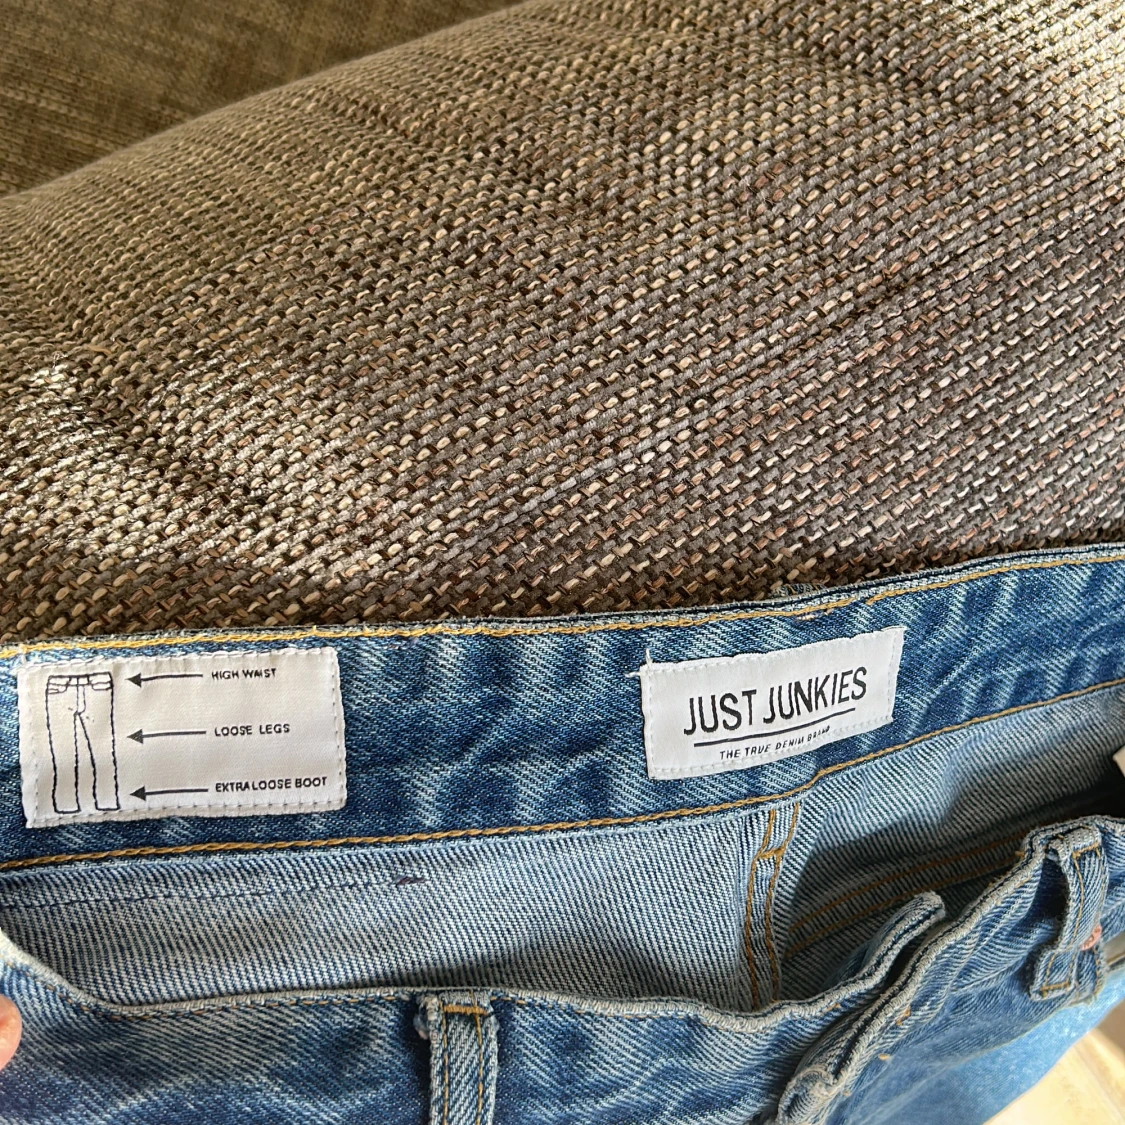 HIGH WAIST
LOOSE LEGS
EXTRA LOOSE BOOT
JUST JUNKIES
THE TRUE DENIM BRAND